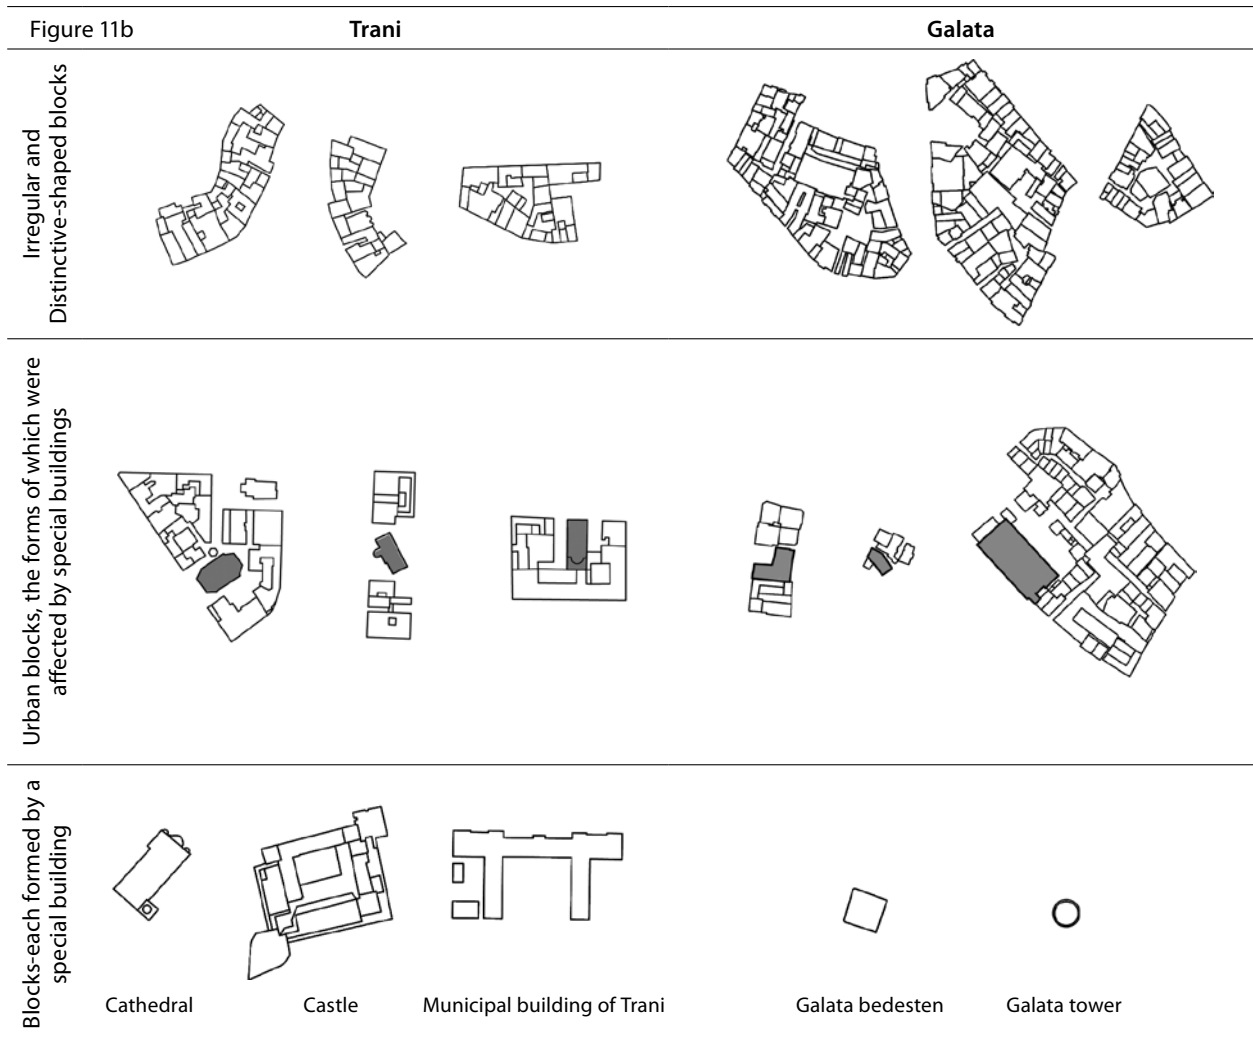 Figure 11b
Trani
Galata
Irregular and
Distinctive-shaped blocks
Urban blocks, the forms of which were
affected by special buildings
Blocks-each formed by a
special building
Cathedral
Castle
Municipal building of Trani
Galata bedesten
Galata tower